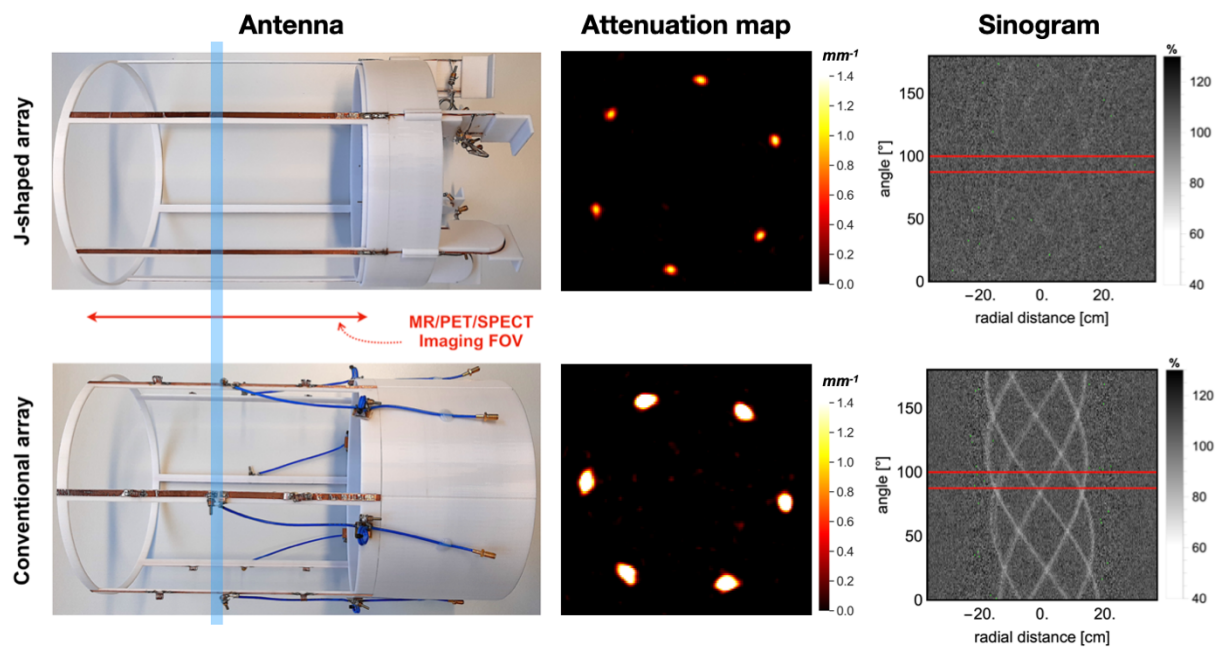 Antenna
Attenuation map
Sinogram
J-shaped array
mm-1
1.4
1.2
1.0
0.8
0.6
0.4
0.2
0.0
angle [°]
150
100
50
0
−20. 0. 20.
radial distance [cm]
%
120
100
80
60
40
MR/PET/SPECT
Imaging FOV
Conventional array
mm-1
1.4
1.2
1.0
0.8
0.6
0.4
0.2
0.0
angle [°]
150
100
50
0
−20. 0. 20.
radial distance [cm]
%
120
100
80
60
40